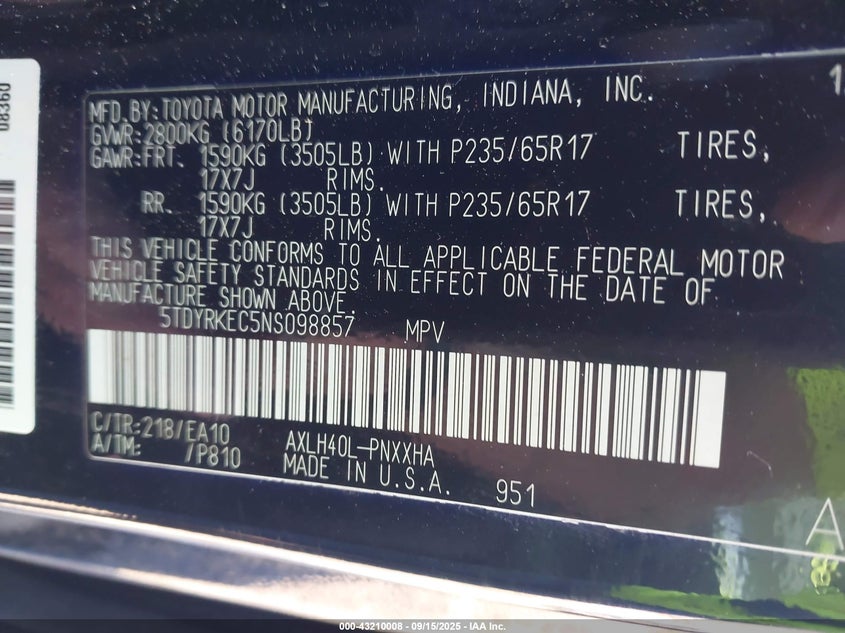 08360
1
MFD.BY:TOYOTA MOTOR MANUFACTURING, INDIANA, INC.
GVWR:2800KG (6170LB)
GAWR:FRT. 1590KG (3505LB) WITH P235/65R17 TIRES,
17X7J RIMS.
RR. 1590KG (3505LB) WITH P235/65R17 TIRES,
17X7J RIMS.
THIS VEHICLE CONFORMS TO ALL APPLICABLE FEDERAL MOTOR
VEHICLE SAFETY STANDARDS IN EFFECT ON THE DATE OF
MANUFACTURE SHOWN ABOVE.
5TDYRKEC5NS098857 MPV
C/TR:218/EA10 AXLH40L-PNXXHA
A/TM: /P810 MADE IN U.S.A. 951
A
000-43210008 - 09/15/2025 - IAA Inc.